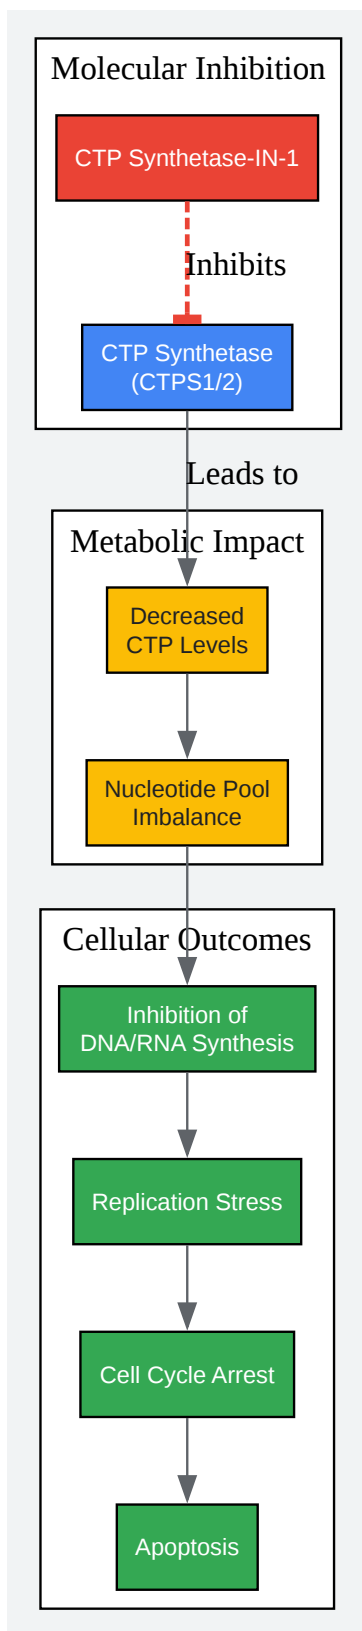 Molecular Inhibition
CTP Synthetase-IN-1
Inhibits
CTP Synthetase
(CTPS1/2)
Leads to
Metabolic Impact
Decreased
CTP Levels
Nucleotide Pool
Imbalance
Cellular Outcomes
Inhibition of
DNA/RNA Synthesis
Replication Stress
Cell Cycle Arrest
Apoptosis